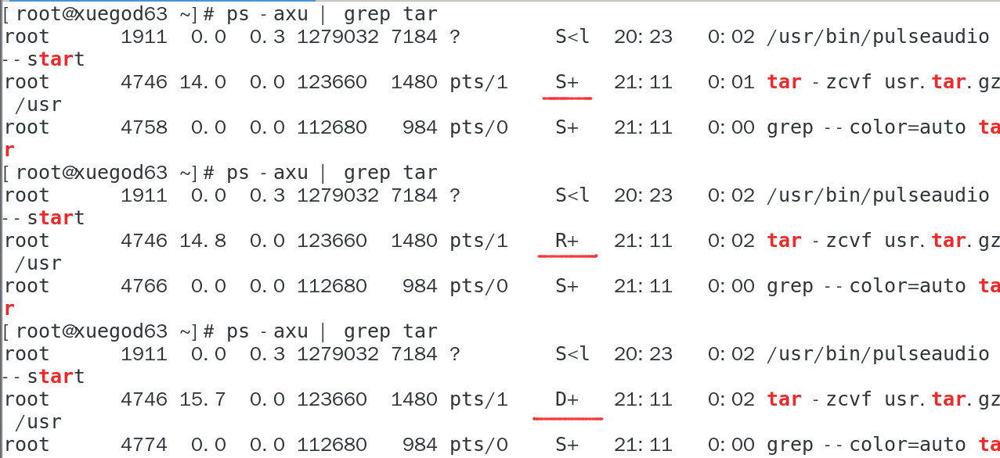 [root@xuegod63 ~]# ps -axu | grep tar
root 1911 0.0 0.3 1279032 7184 ? S<l 20:23 0:02 /usr/bin/pulseaudio
--start
root 4746 14.0 0.0 123660 1480 pts/1 S+ 21:11 0:01 tar -zcvf usr.tar.gz
/usr
root 4758 0.0 0.0 112680 984 pts/0 S+ 21:11 0:00 grep --color=auto ta
r
[root@xuegod63 ~]# ps -axu | grep tar
root 1911 0.0 0.3 1279032 7184 ? S<l 20:23 0:02 /usr/bin/pulseaudio
--start
root 4746 14.8 0.0 123660 1480 pts/1 R+ 21:11 0:02 tar -zcvf usr.tar.gz
/usr
root 4766 0.0 0.0 112680 984 pts/0 S+ 21:11 0:00 grep --color=auto ta
r
[root@xuegod63 ~]# ps -axu | grep tar
root 1911 0.0 0.3 1279032 7184 ? S<l 20:23 0:02 /usr/bin/pulseaudio
--start
root 4746 15.7 0.0 123660 1480 pts/1 D+ 21:11 0:02 tar -zcvf usr.tar.gz
/usr
root 4774 0.0 0.0 112680 984 pts/0 S+ 21:11 0:00 grep --color=auto ta